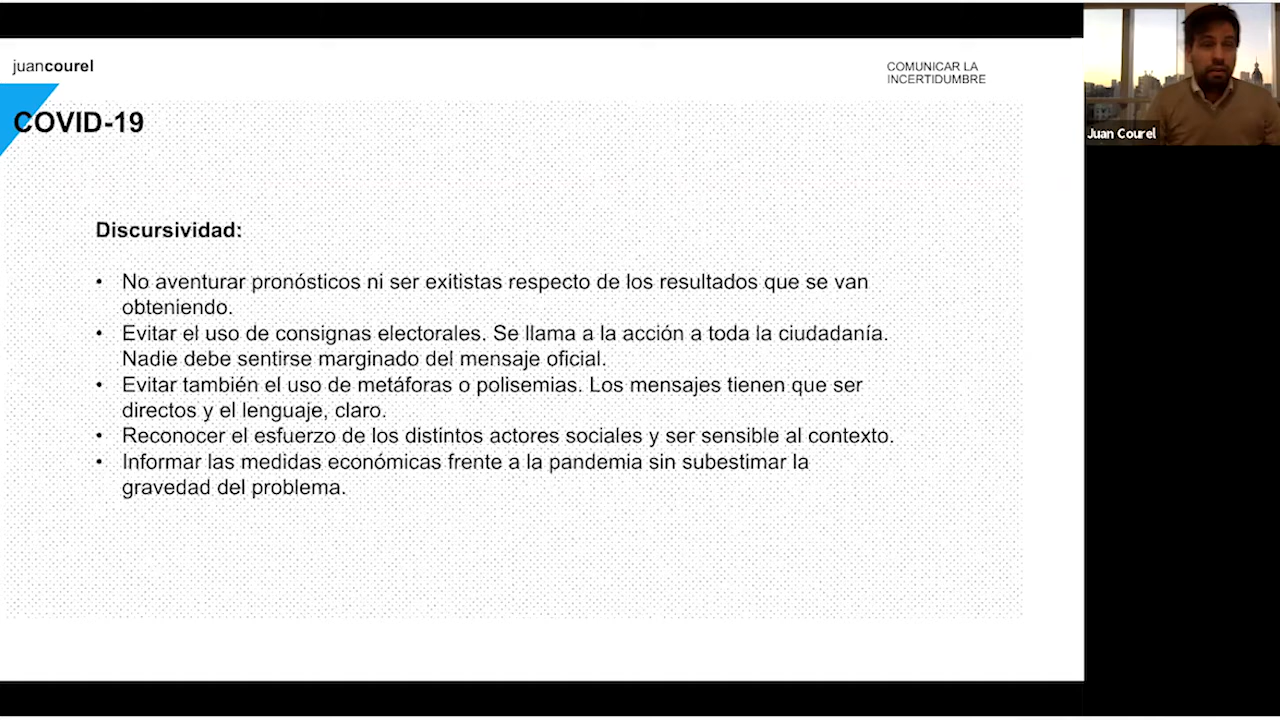 juancourel
COMUNICAR LA
INCERTIDUMBRE
COVID-19
Discursividad:
• No aventurar pronósticos ni ser exitistas respecto de los resultados que se van
obteniendo.
• Evitar el uso de consignas electorales. Se llama a la acción a toda la ciudadanía.
Nadie debe sentirse marginado del mensaje oficial.
• Evitar también el uso de metáforas o polisemias. Los mensajes tienen que ser
directos y el lenguaje, claro.
• Reconocer el esfuerzo de los distintos actores sociales y ser sensible al contexto.
• Informar las medidas económicas frente a la pandemia sin subestimar la
gravedad del problema.
Juan Courel